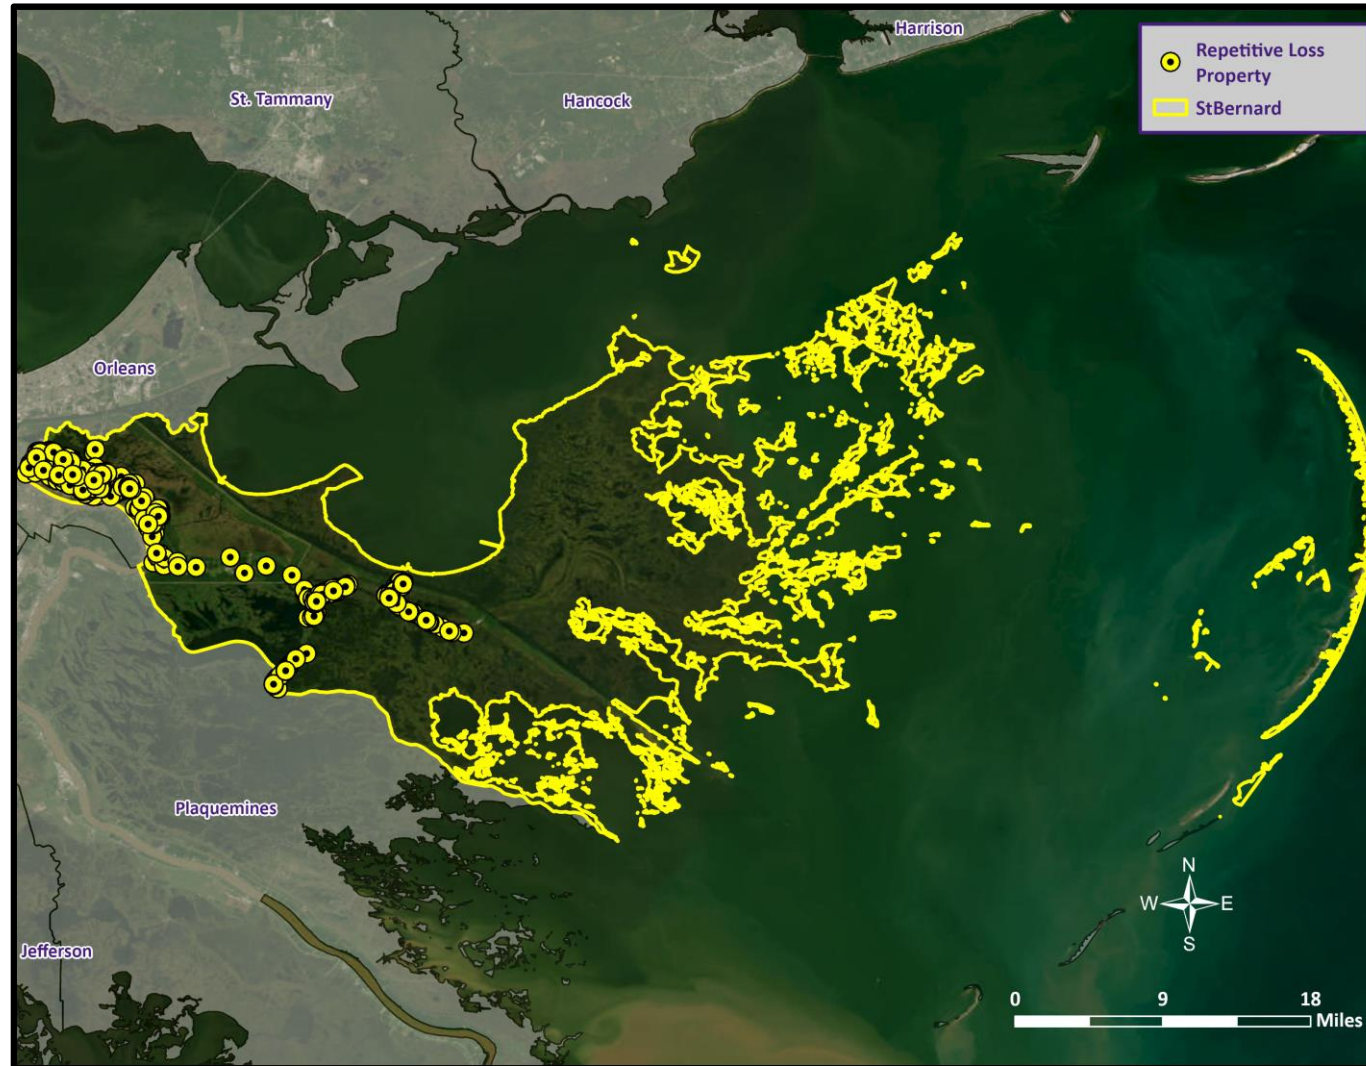 Harrison
Repetitive Loss
Property
StBernard
St. Tammany
Hancock
Orleans
Plaquemines
Jefferson
N
W E
S
0 9 18
Miles